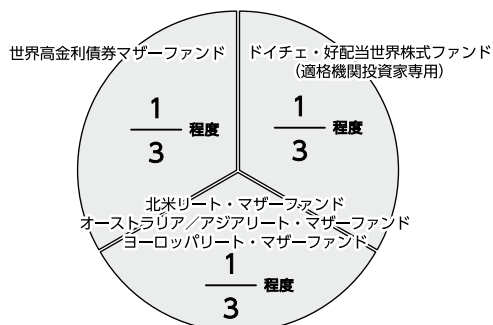 世界高金利債券マザーファンド
1
3
程度
ドイチェ・好配当世界株式ファンド
（適格機関投資家専用）
1
3
程度
北米リート・マザーファンド
オーストラリア／アジアリート・マザーファンド
ヨーロッパリート・マザーファンド
1
3
程度